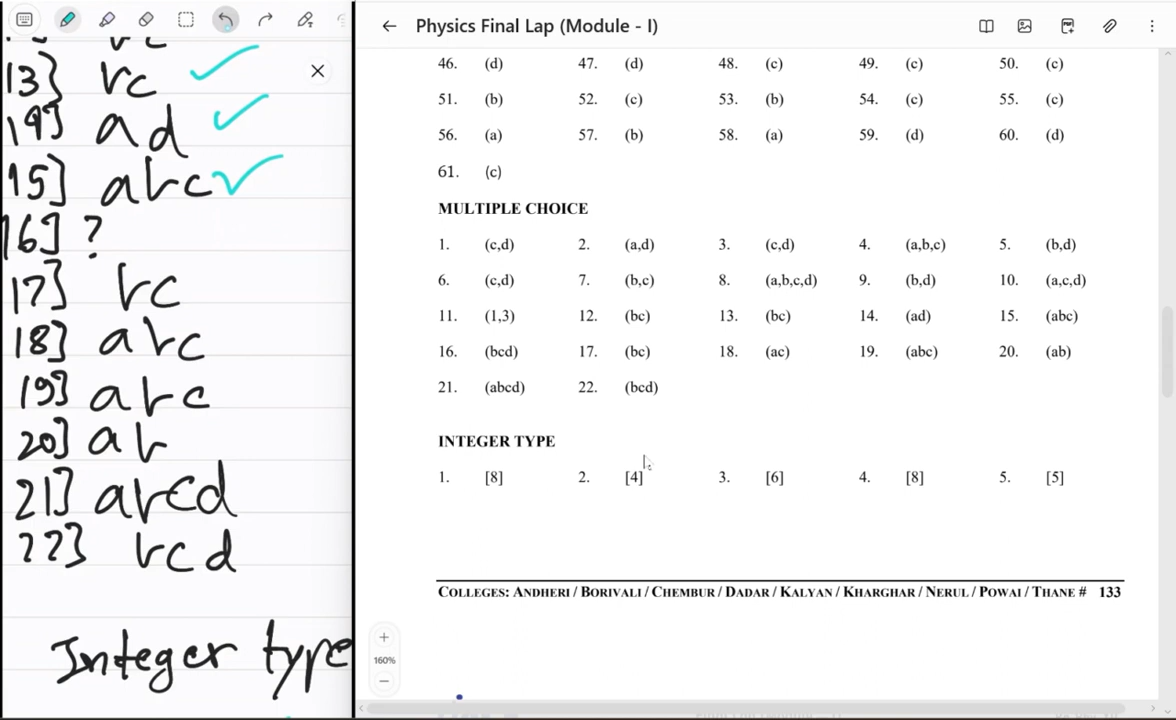 13] bc
14] ad
15] abc
16] ?
17] bc
18] abc
19] abc
20] ab
21] abcd
22] bcd
Integer type
Physics Final Lap (Module - I)
46. (d) 47. (d) 48. (c) 49. (c) 50. (c)
51. (b) 52. (c) 53. (b) 54. (c) 55. (c)
56. (a) 57. (b) 58. (a) 59. (d) 60. (d)
61. (c)
MULTIPLE CHOICE
1. (c,d) 2. (a,d) 3. (c,d) 4. (a,b,c) 5. (b,d)
6. (c,d) 7. (b,c) 8. (a,b,c,d) 9. (b,d) 10. (a,c,d)
11. (1,3) 12. (bc) 13. (bc) 14. (ad) 15. (abc)
16. (bcd) 17. (bc) 18. (ac) 19. (abc) 20. (ab)
21. (abcd) 22. (bcd)
INTEGER TYPE
1. [8] 2. [4] 3. [6] 4. [8] 5. [5]
COLLEGES: ANDHERI / BORIVALI / CHEMBUR / DADAR / KALYAN / KHARGHAR / NERUL / POWAI / THANE # 133
160%